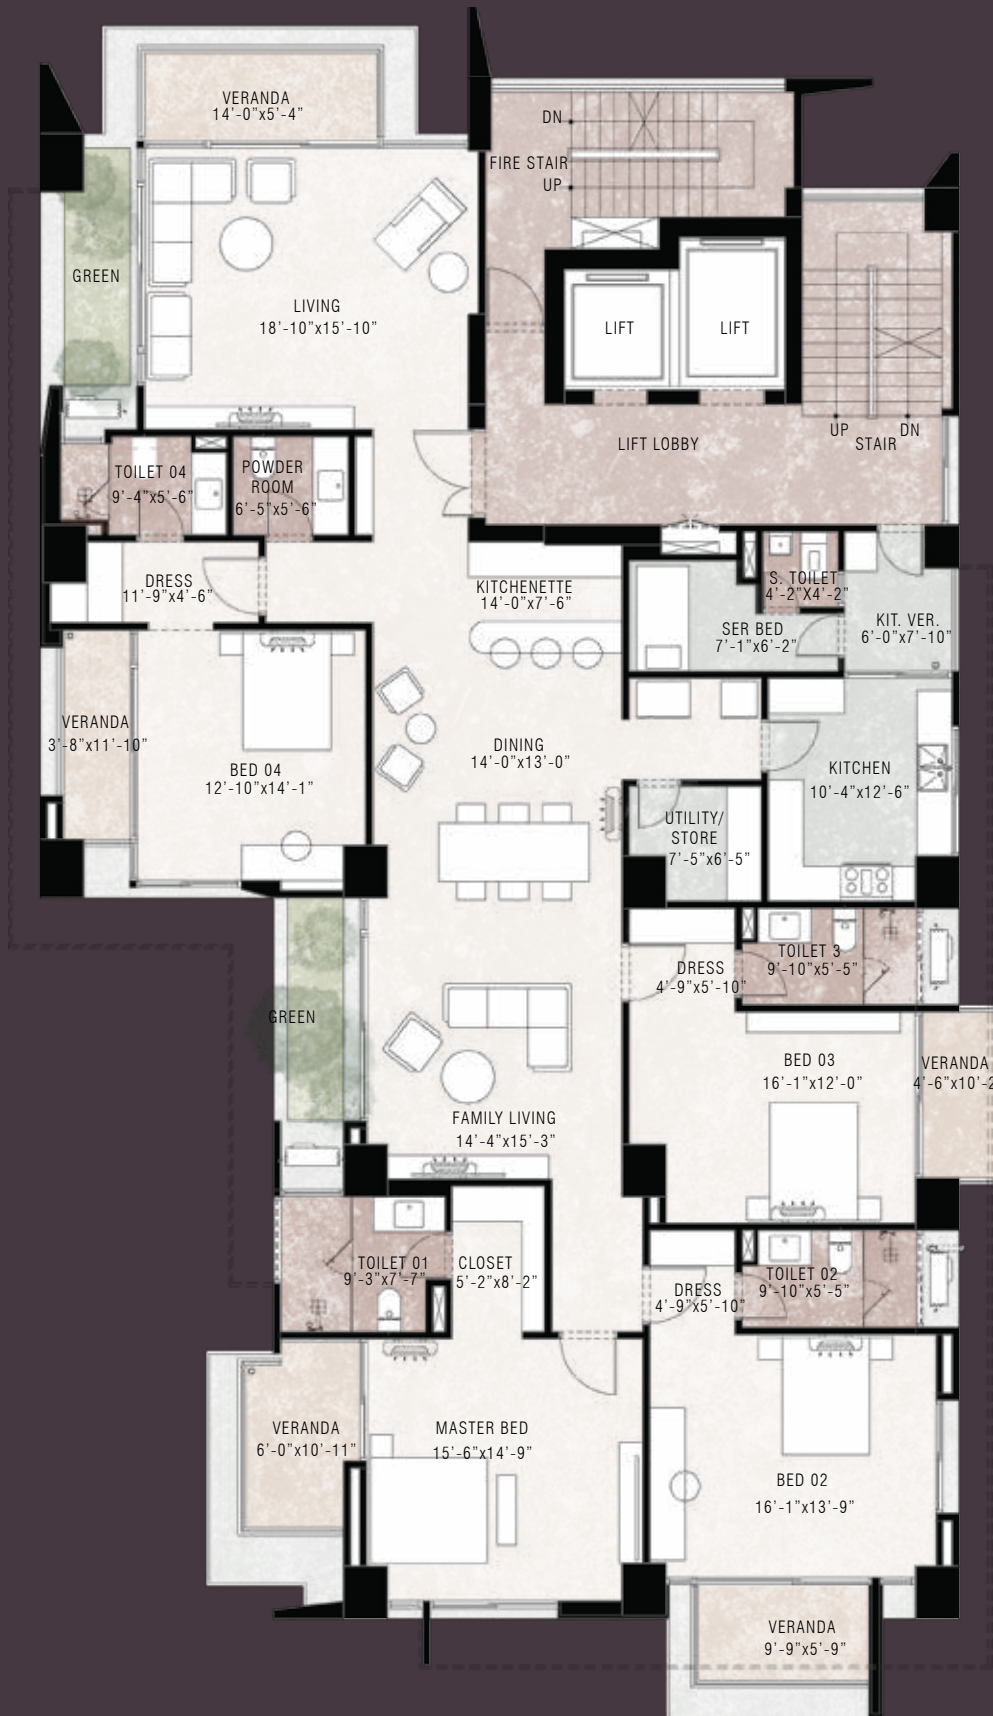 VERANDA
14'-0"x5'-4"
DN
FIRE STAIR
UP
GREEN
LIVING
18'-10"x15'-10"
LIFT
LIFT
UP
DN
STAIR
LIFT LOBBY
TOILET 04
9'-4"x5'-6"
POWDER
ROOM
6'-5"x5'-6"
DRESS
11'-9"x4'-6"
KITCHENETTE
14'-0"x7'-6"
S. TOILET
4'-2"X4'-2"
SER BED
7'-1"x6'-2"
KIT. VER.
6'-0"x7'-10"
VERANDA
3'-8"x11'-10"
BED 04
12'-10"x14'-1"
DINING
14'-0"x13'-0"
KITCHEN
10'-4"x12'-6"
UTILITY/
STORE
7'-5"x6'-5"
TOILET 3
9'-10"x5'-5"
DRESS
4'-9"x5'-10"
GREEN
BED 03
16'-1"x12'-0"
VERANDA
4'-6"x10'-2
FAMILY LIVING
14'-4"x15'-3"
TOILET 01
9'-3"x7'-7"
CLOSET
5'-2"x8'-2"
DRESS
4'-9"x5'-10"
TOILET 02
9'-10"x5'-5"
VERANDA
6'-0"x10'-11"
MASTER BED
15'-6"x14'-9"
BED 02
16'-1"x13'-9"
VERANDA
9'-9"x5'-9"